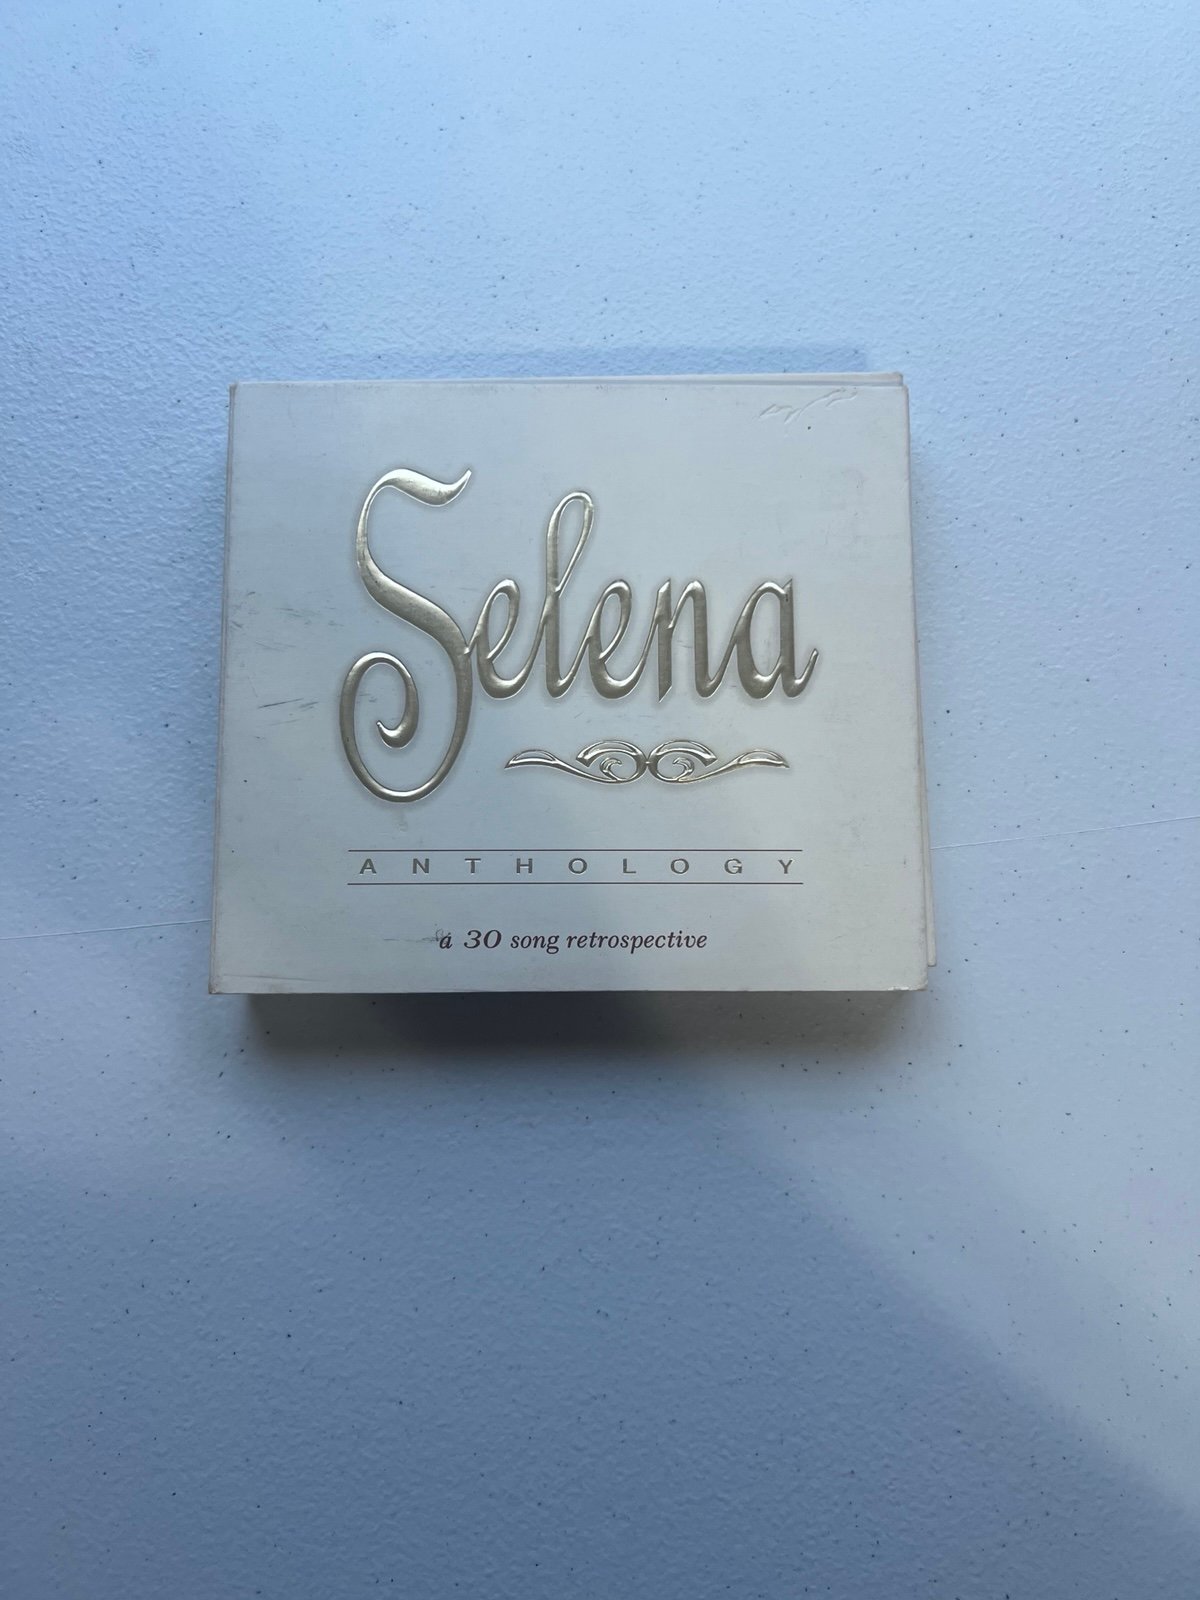 Selena
ANTHOLOGY
a 30 song retrospective